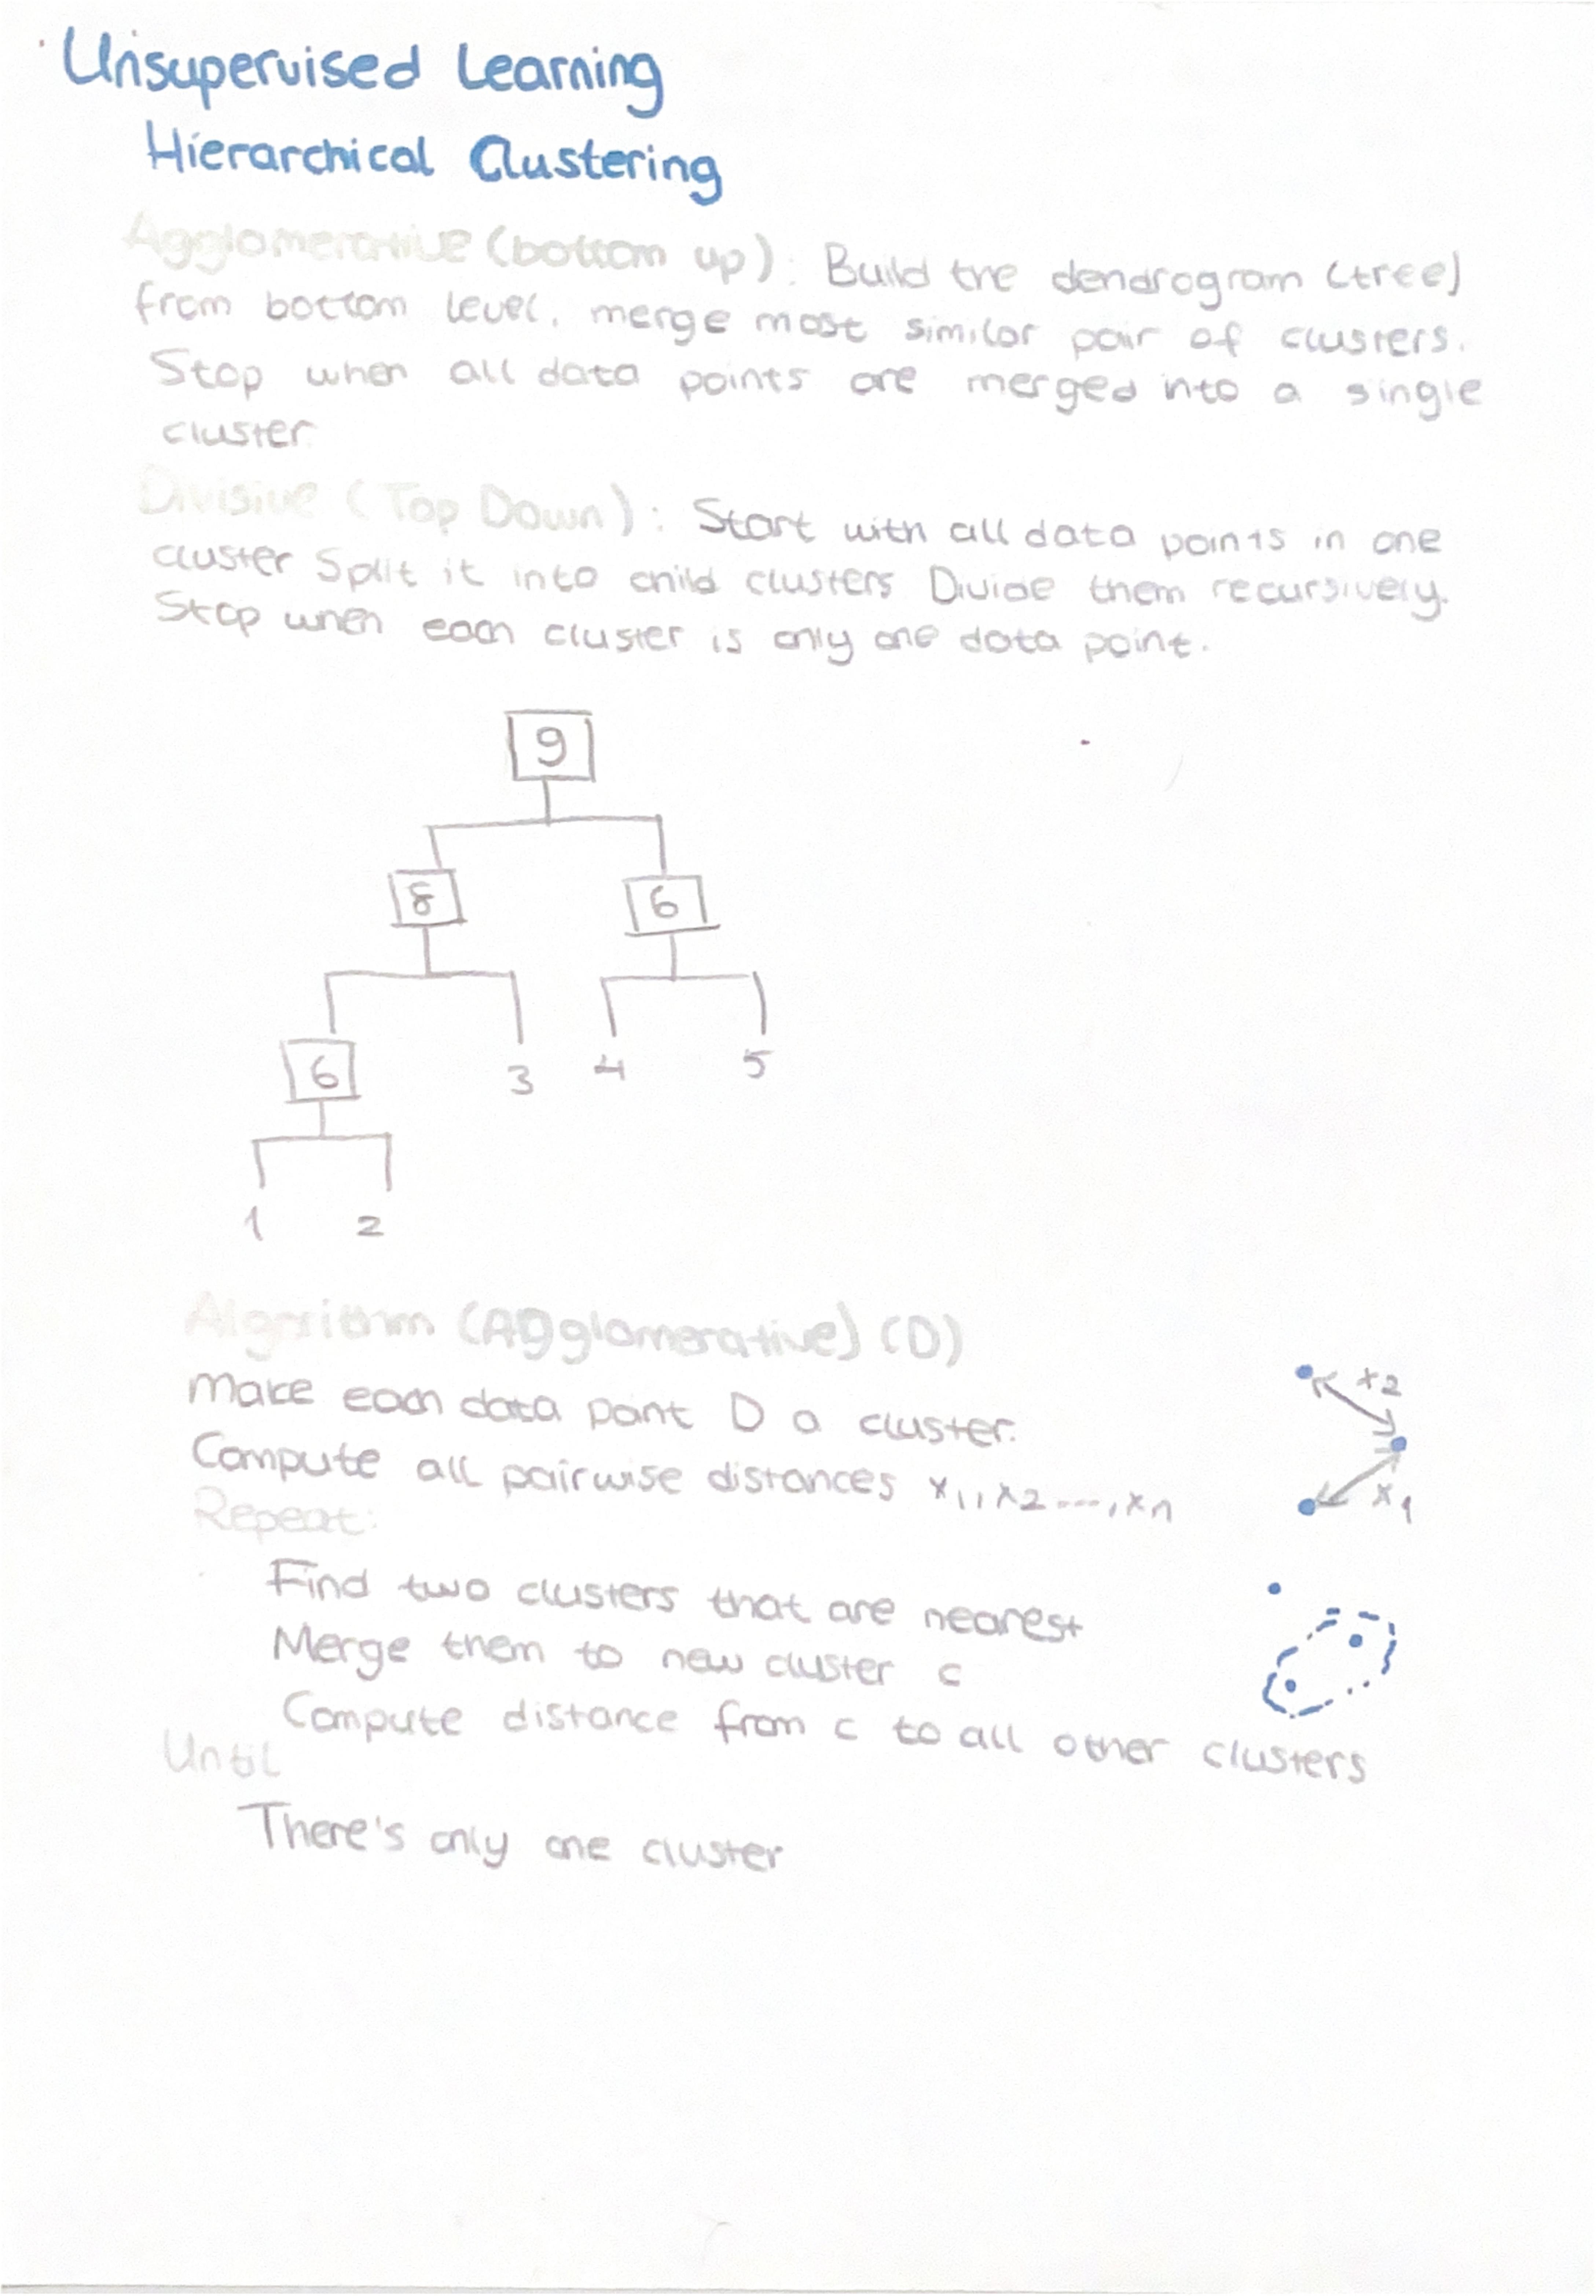 Unsupervised Learning
Hierarchical Clustering
Agglomerative (bottom up): Build the dendrogram (tree)
from bottom level, merge most similar pair of clusters.
Stop when all data points are merged into a single
cluster.
Divisive (Top Down): Start with all data points in one
cluster Split it into child clusters Divide them recursively.
Stop when each cluster is only one data point.
9
8 6
6 3 4 5
1 2
Algorithm (Agglomerative) (D)
Make each data point D a cluster.
Compute all pairwise distances x1, x2 ..., xn
x2
x1
Repeat:
Find two clusters that are nearest
Merge them to new cluster c
Compute distance from c to all other clusters
Until
There's only one cluster